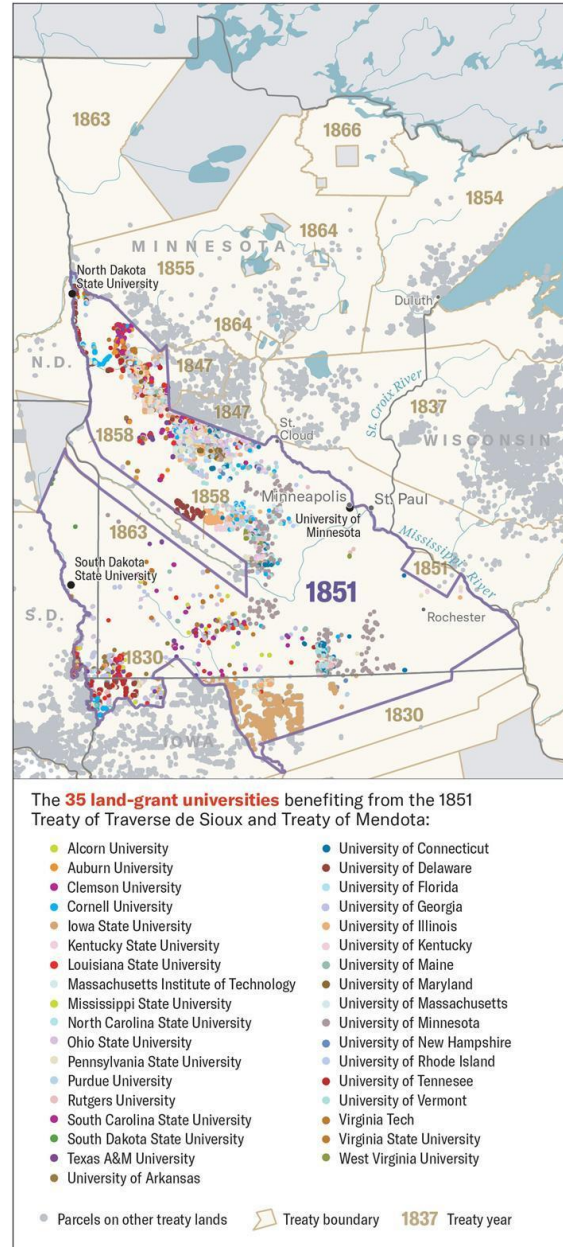 1863
1866
1854
1864
MINNESOTA
1855
North Dakota
State University
Duluth
1864
N.D.
1847
St. Croix River
1837
1847
St.
Cloud
WISCONSIN
1858
1858
Minneapolis
St. Paul
University of
Minnesota
1863
Mississippi River
South Dakota
State University
1851
1851
Rochester
S.D.
1830
1830
IOWA
The 35 land-grant universities benefiting from the 1851
Treaty of Traverse de Sioux and Treaty of Mendota:
Alcorn University
Auburn University
Clemson University
Cornell University
Iowa State University
Kentucky State University
Louisiana State University
Massachusetts Institute of Technology
Mississippi State University
North Carolina State University
Ohio State University
Pennsylvania State University
Purdue University
Rutgers University
South Carolina State University
South Dakota State University
Texas A&M University
University of Arkansas
University of Connecticut
University of Delaware
University of Florida
University of Georgia
University of Illinois
University of Kentucky
University of Maine
University of Maryland
University of Massachusetts
University of Minnesota
University of New Hampshire
University of Rhode Island
University of Tennesee
University of Vermont
Virginia Tech
Virginia State University
West Virginia University
Parcels on other treaty lands
Treaty boundary
1837 Treaty year